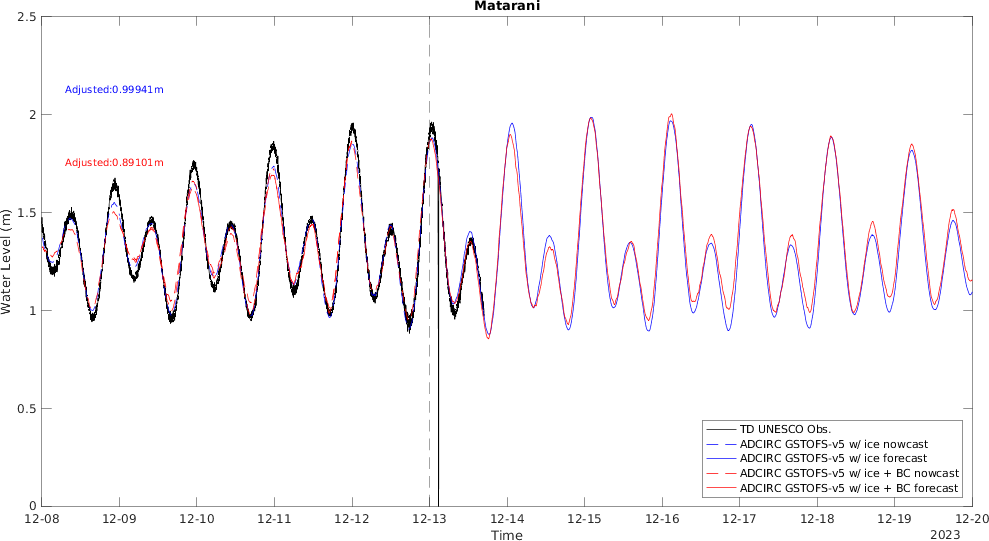 Matarani
2.5
2
1.5
1
0.5
0
Water Level (m)
Adjusted:0.99941m
Adjusted:0.89101m
TD UNESCO Obs.
ADCIRC GSTOFS-v5 w/ ice nowcast
ADCIRC GSTOFS-v5 w/ ice forecast
ADCIRC GSTOFS-v5 w/ ice + BC nowcast
ADCIRC GSTOFS-v5 w/ ice + BC forecast
12-08 12-09 12-10 12-11 12-12 12-13 12-14 12-15 12-16 12-17 12-18 12-19 12-20
Time
2023